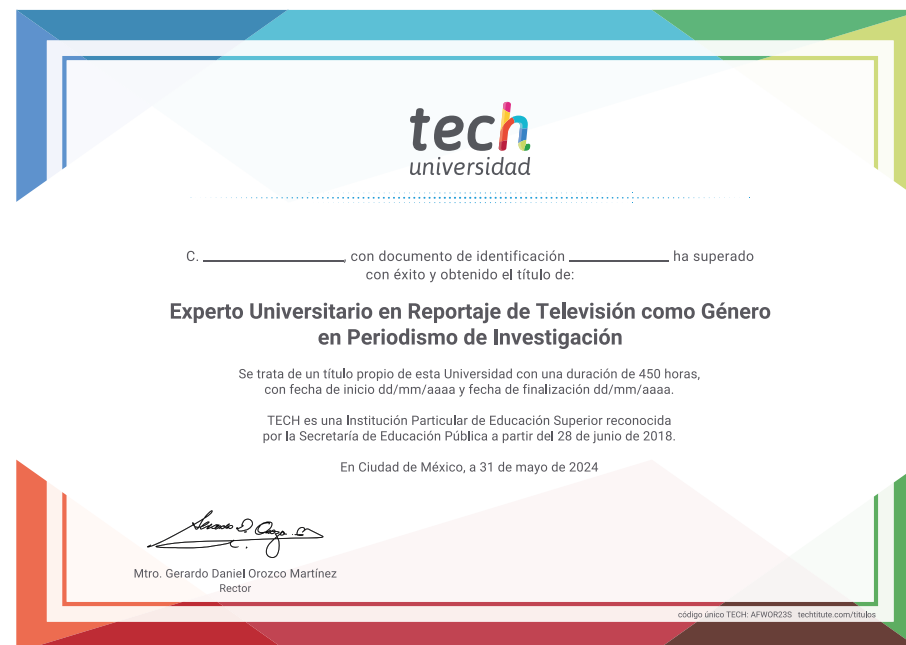 tech
universidad
C. ____________, con documento de identificación ____________ ha superado
con éxito y obtenido el título de:
Experto Universitario en Reportaje de Televisión como Género
en Periodismo de Investigación
Se trata de un título propio de esta Universidad con una duración de 450 horas,
con fecha de inicio dd/mm/aaaa y fecha de finalización dd/mm/aaaa.
TECH es una Institución Particular de Educación Superior reconocida
por la Secretaría de Educación Pública a partir del 28 de junio de 2018.
En Ciudad de México, a 31 de mayo de 2024
Mtro. Gerardo Daniel Orozco Martínez
Rector
código único TECH: AFWOR23S techtitute.com/titulos